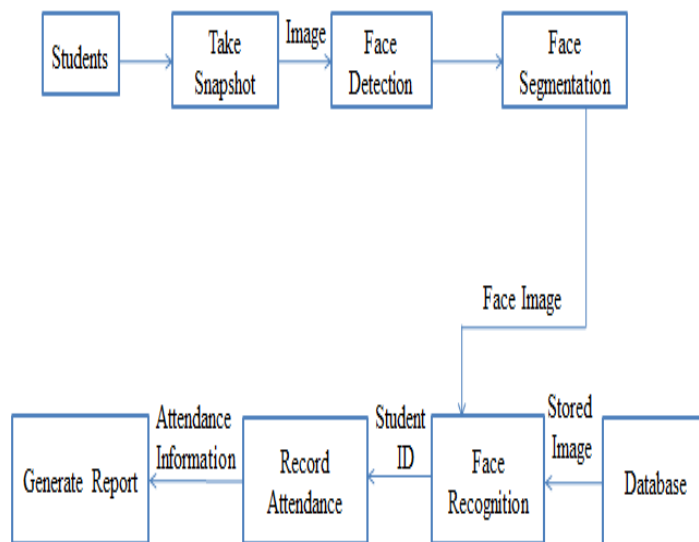 Students
Take
Snapshot
Image
Face
Detection
Face
Segmentation
Face Image
Generate Report
Attendance
Information
Record
Attendance
Student
ID
Face
Recognition
Stored
Image
Database